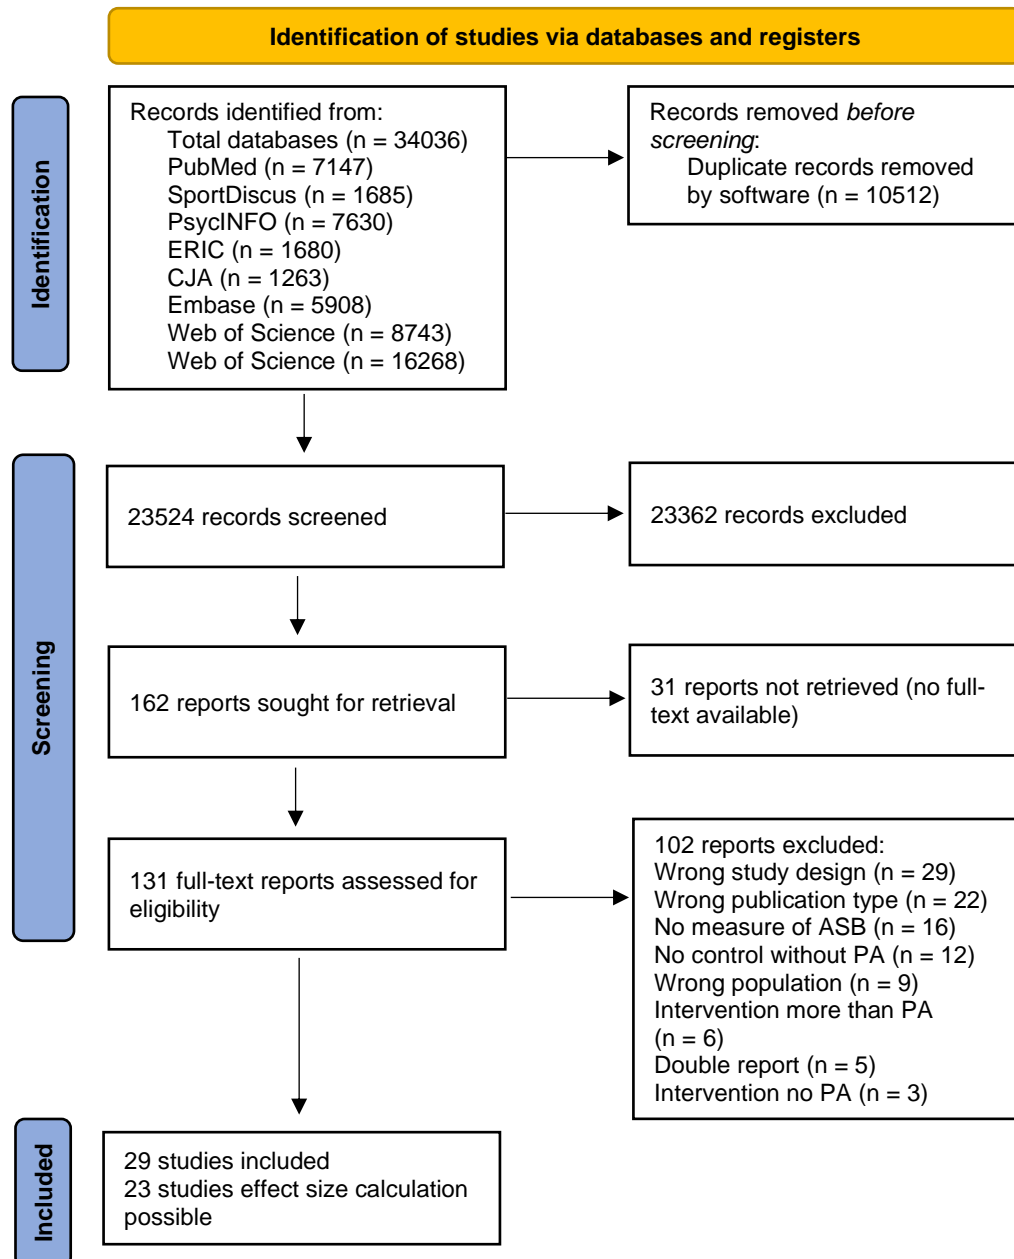 Identification of studies via databases and registers
Identification
Records identified from:
Total databases (n = 34036)
PubMed (n = 7147)
SportDiscus (n = 1685)
PsycINFO (n = 7630)
ERIC (n = 1680)
CJA (n = 1263)
Embase (n = 5908)
Web of Science (n = 8743)
Web of Science (n = 16268)
Records removed before
screening:
Duplicate records removed
by software (n = 10512)
Screening
23524 records screened
23362 records excluded
162 reports sought for retrieval
31 reports not retrieved (no full-
text available)
131 full-text reports assessed for
eligibility
102 reports excluded:
Wrong study design (n = 29)
Wrong publication type (n = 22)
No measure of ASB (n = 16)
No control without PA (n = 12)
Wrong population (n = 9)
Intervention more than PA
(n = 6)
Double report (n = 5)
Intervention no PA (n = 3)
Included
29 studies included
23 studies effect size calculation
possible